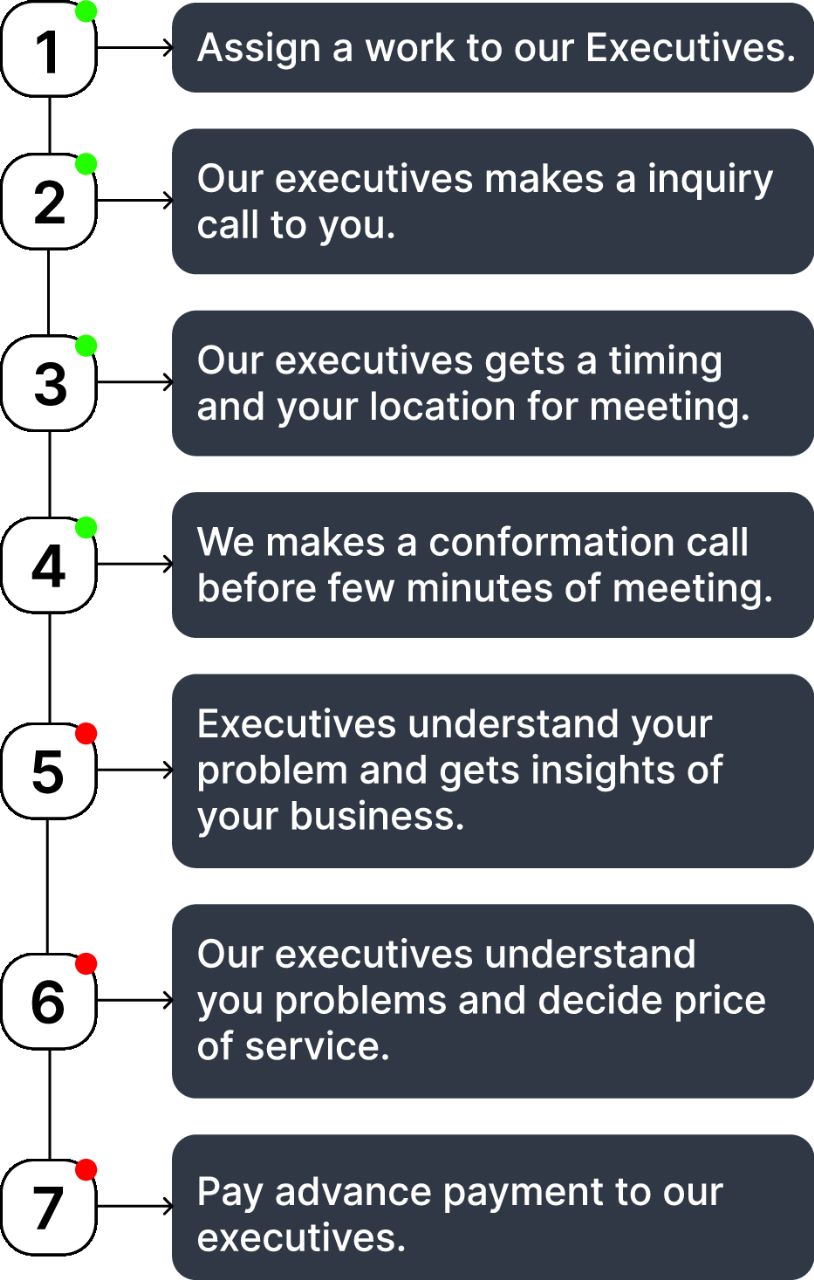 1
Assign a work to our Executives.
2
Our executives makes a inquiry
call to you.
3
Our executives gets a timing
and your location for meeting.
4
We makes a conformation call
before few minutes of meeting.
5
Executives understand your
problem and gets insights of
your business.
6
Our executives understand
you problems and decide price
of service.
7
Pay advance payment to our
executives.